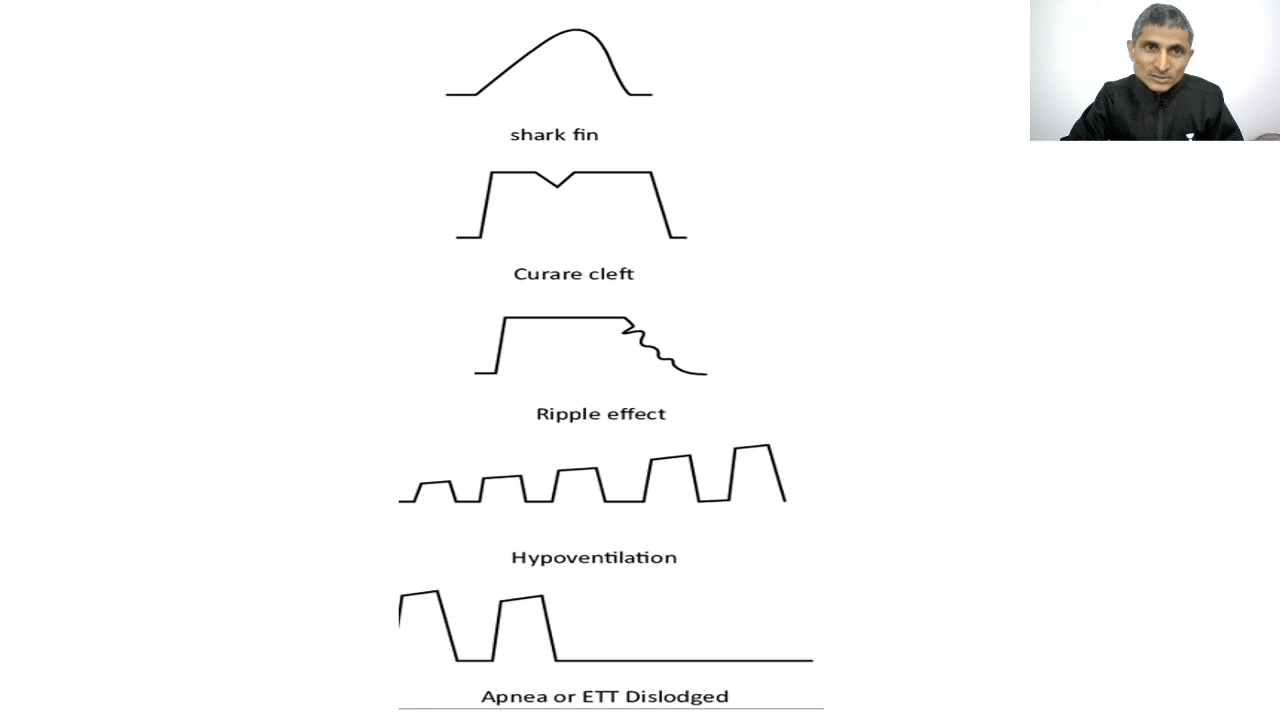 shark fin
Curare cleft
Ripple effect
Hypoventilation
Apnea or ETT Dislodged